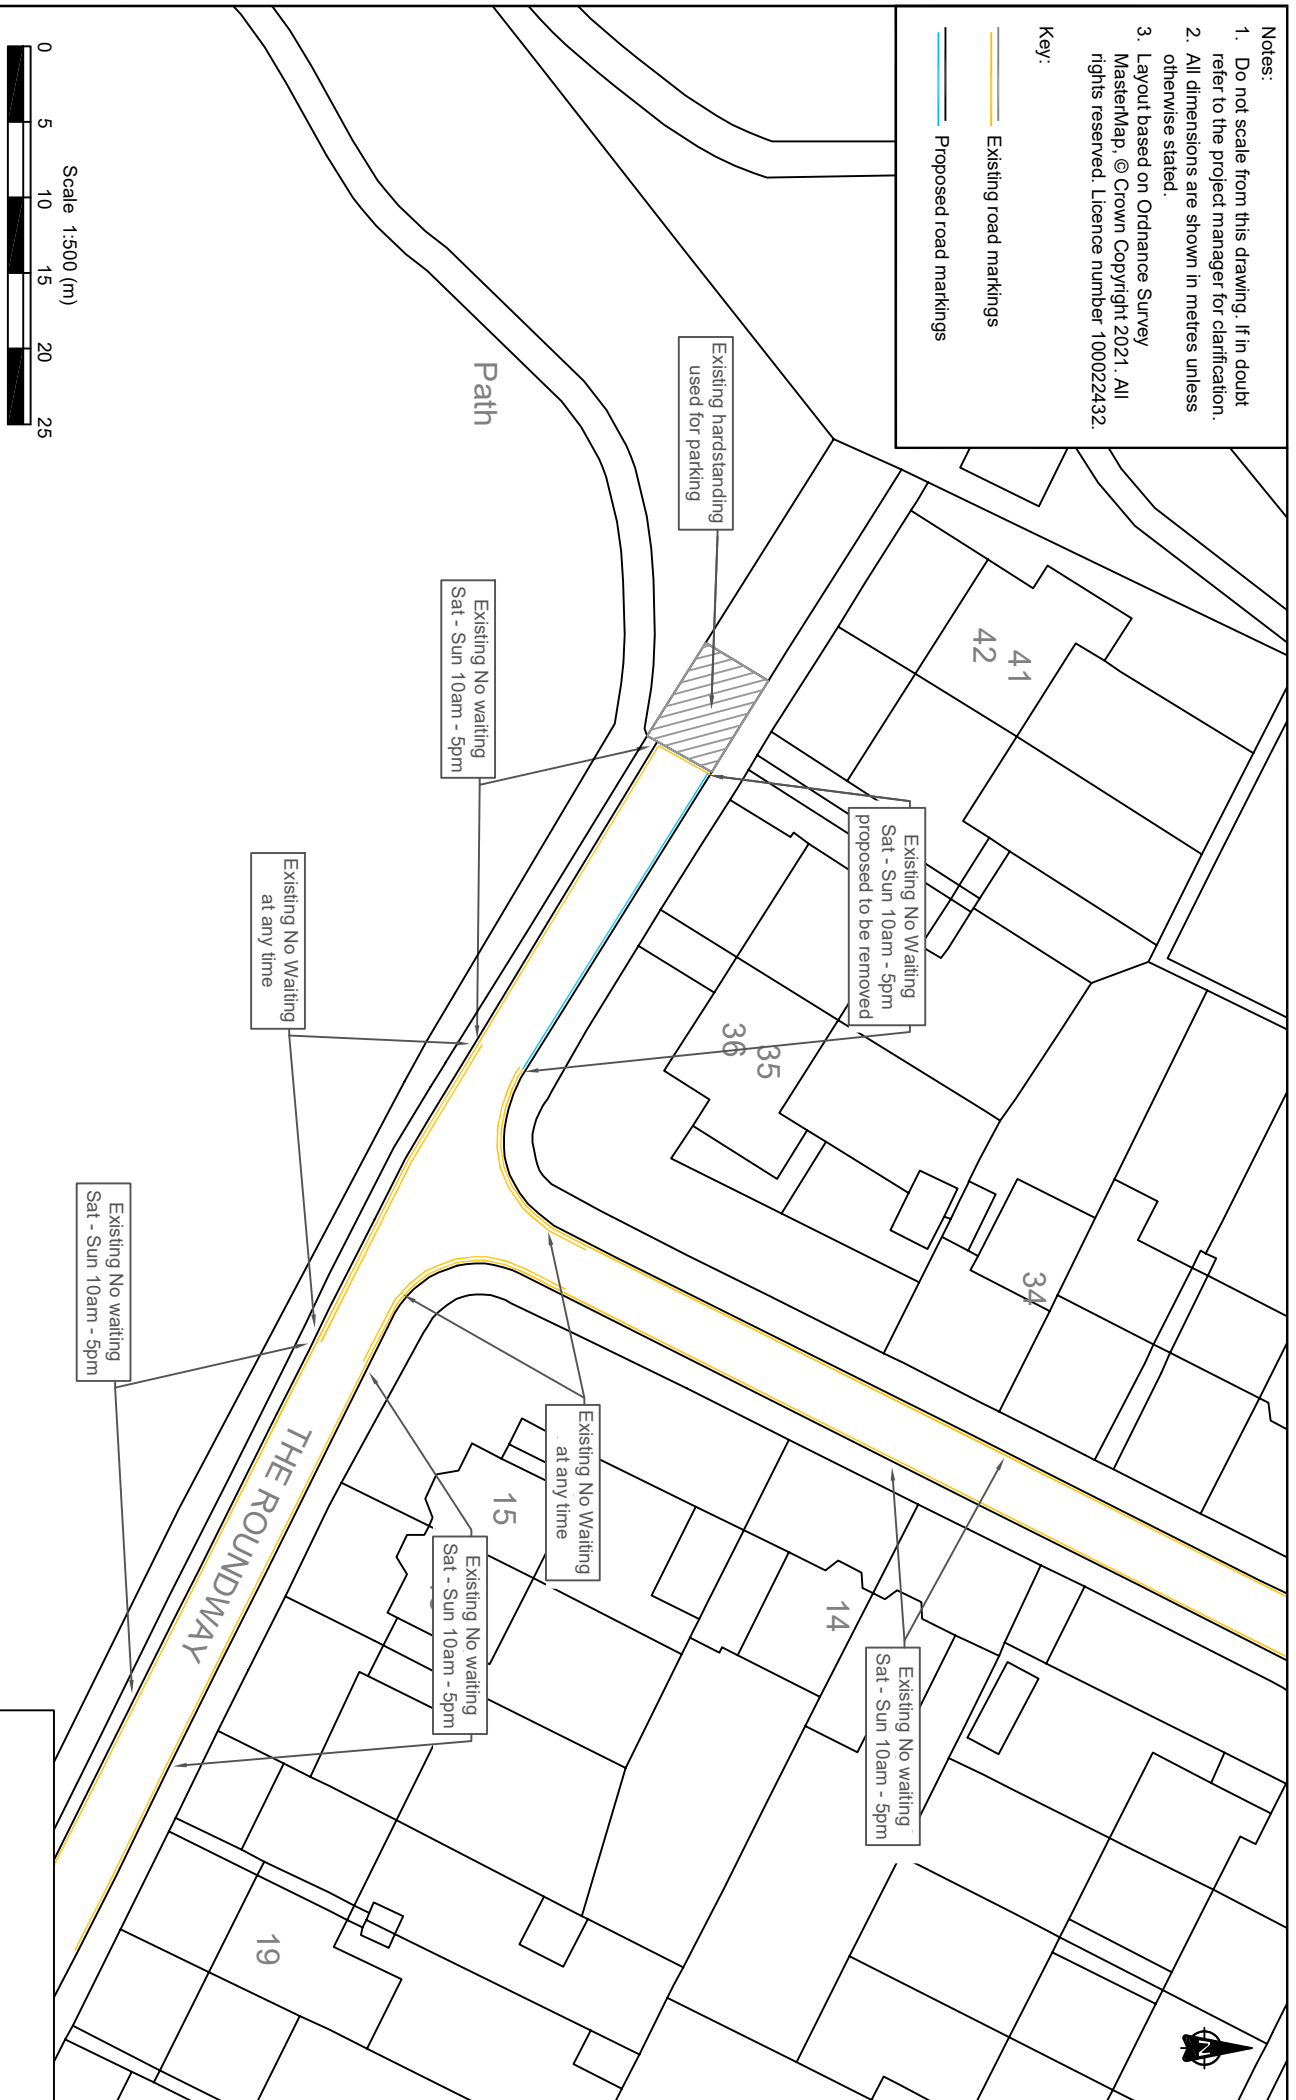 Notes:
1. Do not scale from this drawing. If in doubt
refer to the project manager for clarification.
2. All dimensions are shown in metres unless
otherwise stated.
3. Layout based on Ordnance Survey
MasterMap, © Crown Copyright 2021. All
rights reserved. Licence number 100022432.
Key:
Existing road markings
Proposed road markings
41
42
Existing hardstanding
used for parking
Path
Existing No Waiting
Sat - Sun 10am - 5pm
proposed to be removed
35
36
34
Existing No waiting
Sat - Sun 10am - 5pm
Existing No Waiting
at any time
Existing No waiting
Sat - Sun 10am - 5pm
Existing No Waiting
at any time
15
Existing No waiting
Sat - Sun 10am - 5pm
14
Existing No waiting
Sat - Sun 10am - 5pm
THE ROUNDWAY
19
N
Scale 1:500 (m)
0 5 10 15 20 25